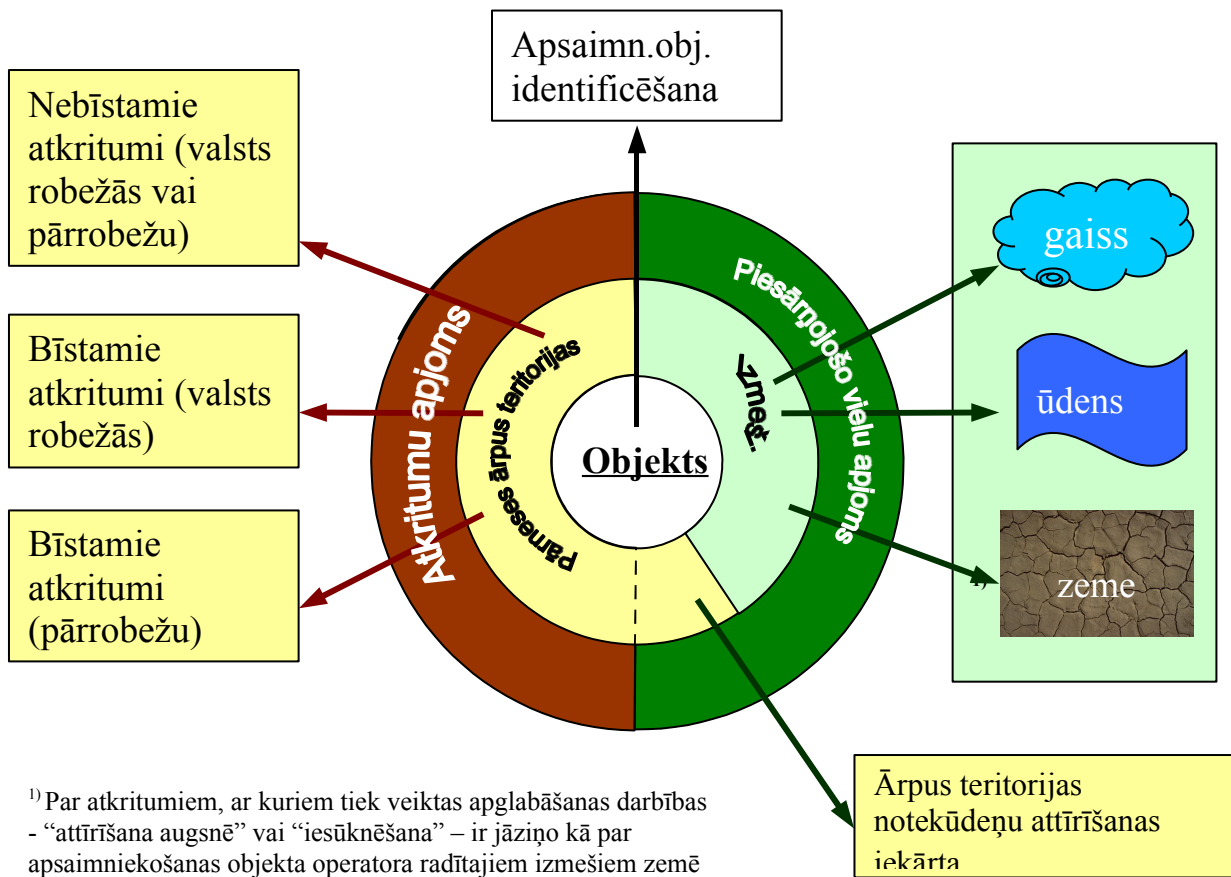 Apsaimn.obj.
identificēšana
Nebīstamie
atkritumi (valsts
robežās vai
pārrobežu)
Bīstamie
atkritumi (valsts
robežās)
Bīstamie
atkritumi
(pārrobežu)
Atkritumu apjoms
Pārneses ārpus teritorijas
Objekts
Piesārņojošo vielu apjoms
gaiss
ūdens
zeme
Ārpus teritorijas
notekūdeņu attīrīšanas
iekārta
1) Par atkritumiem, ar kuriem tiek veiktas apglabāšanas darbības
- “attīrīšana augsnē” vai “iesūknēšana” – ir jāziņo kā par
apsaimniekošanas objekta operatora radītajiem izmešiem zemē